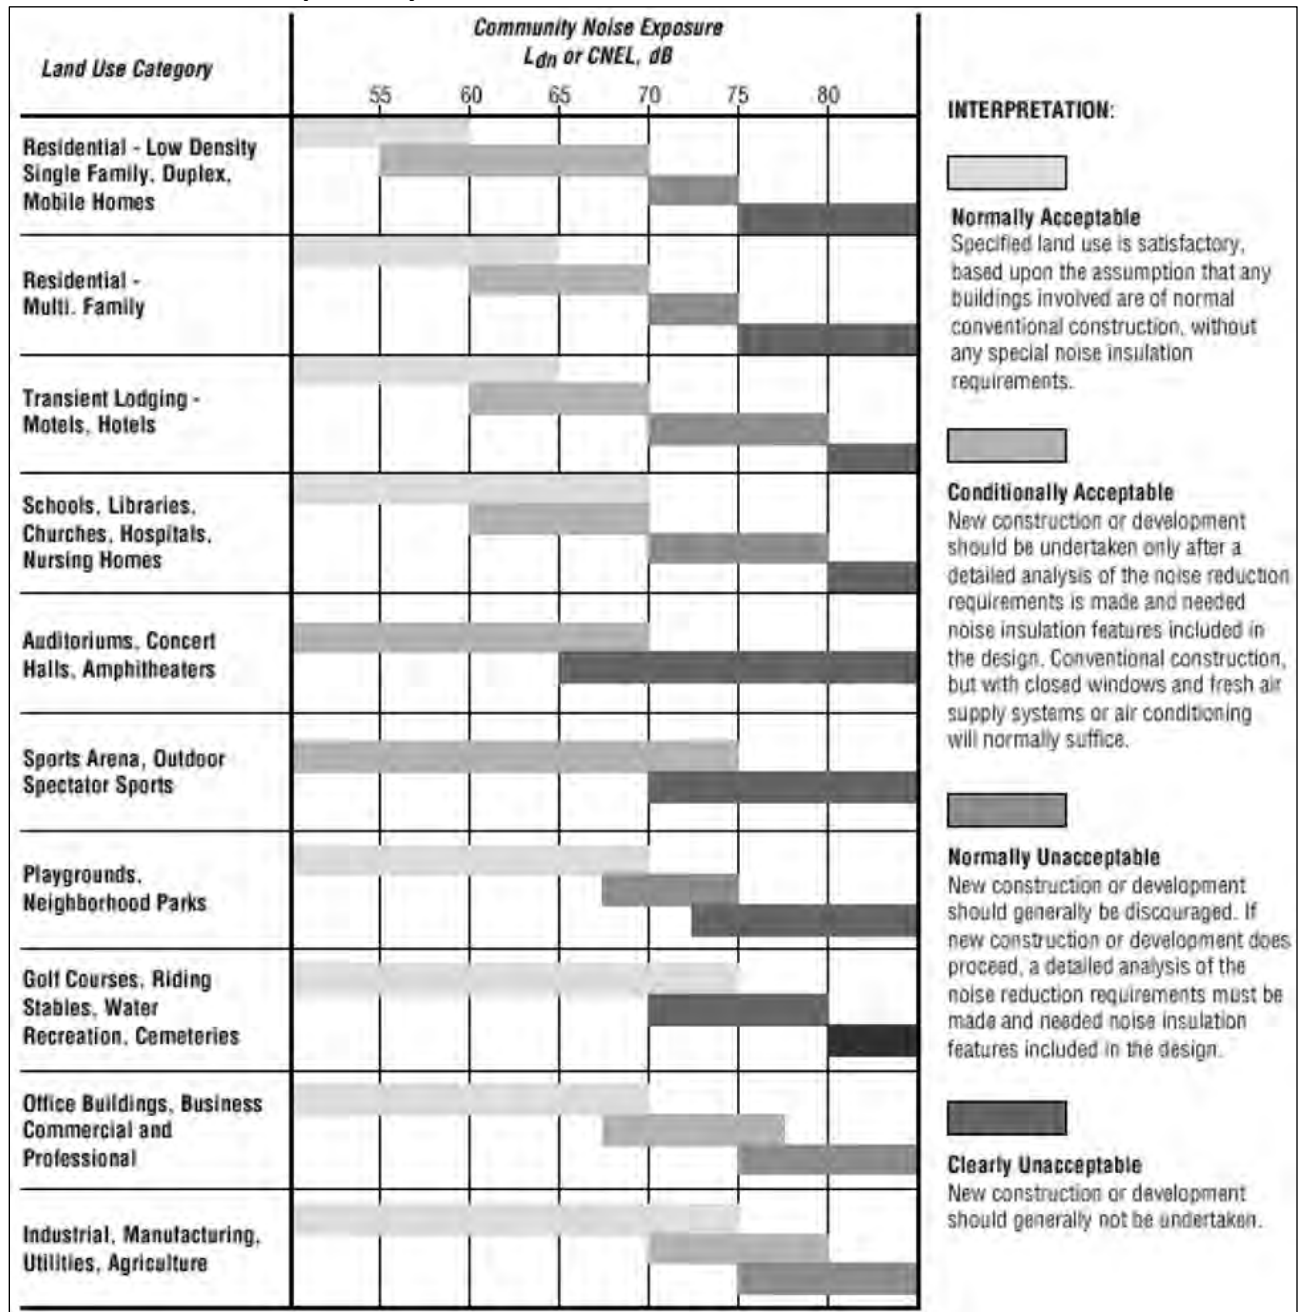 Community Noise Exposure
Ldn or CNEL, dB
Land Use Category
55 60 65 70 75 80
Residential - Low Density
Single Family, Duplex,
Mobile Homes
Residential -
Multi. Family
Transient Lodging -
Motels, Hotels
Schools, Libraries,
Churches, Hospitals,
Nursing Homes
Auditoriums, Concert
Halls, Amphitheaters
Sports Arena, Outdoor
Spectator Sports
Playgrounds,
Neighborhood Parks
Golf Courses, Riding
Stables, Water
Recreation, Cemeteries
Office Buildings, Business
Commercial and
Professional
Industrial, Manufacturing,
Utilities, Agriculture
INTERPRETATION:
Normally Acceptable
Specified land use is satisfactory,
based upon the assumption that any
buildings involved are of normal
conventional construction, without
any special noise insulation
requirements.
Conditionally Acceptable
New construction or development
should be undertaken only after a
detailed analysis of the noise reduction
requirements is made and needed
noise insulation features included in
the design. Conventional construction,
but with closed windows and fresh air
supply systems or air conditioning
will normally suffice.
Normally Unacceptable
New construction or development
should generally be discouraged. If
new construction or development does
proceed, a detailed analysis of the
noise reduction requirements must be
made and needed noise insulation
features included in the design.
Clearly Unacceptable
New construction or development
should generally not be undertaken.